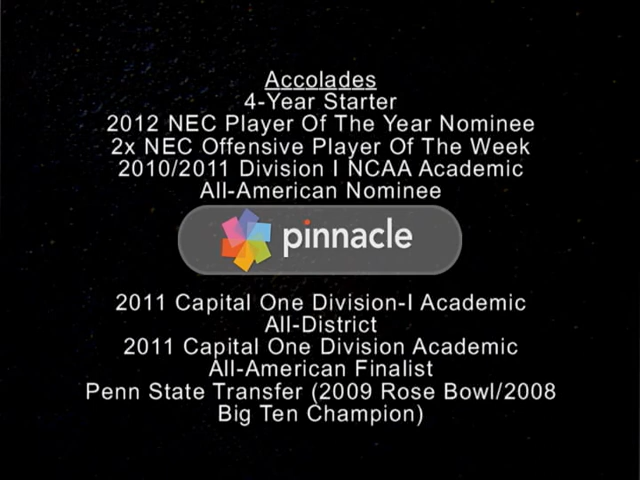 Accolades
4-Year Starter
2012 NEC Player Of The Year Nominee
2x NEC Offensive Player Of The Week
2010/2011 Division I NCAA Academic
All-American Nominee
pinnacle
2011 Capital One Division-I Academic
All-District
2011 Capital One Division Academic
All-American Finalist
Penn State Transfer (2009 Rose Bowl/2008
Big Ten Champion)